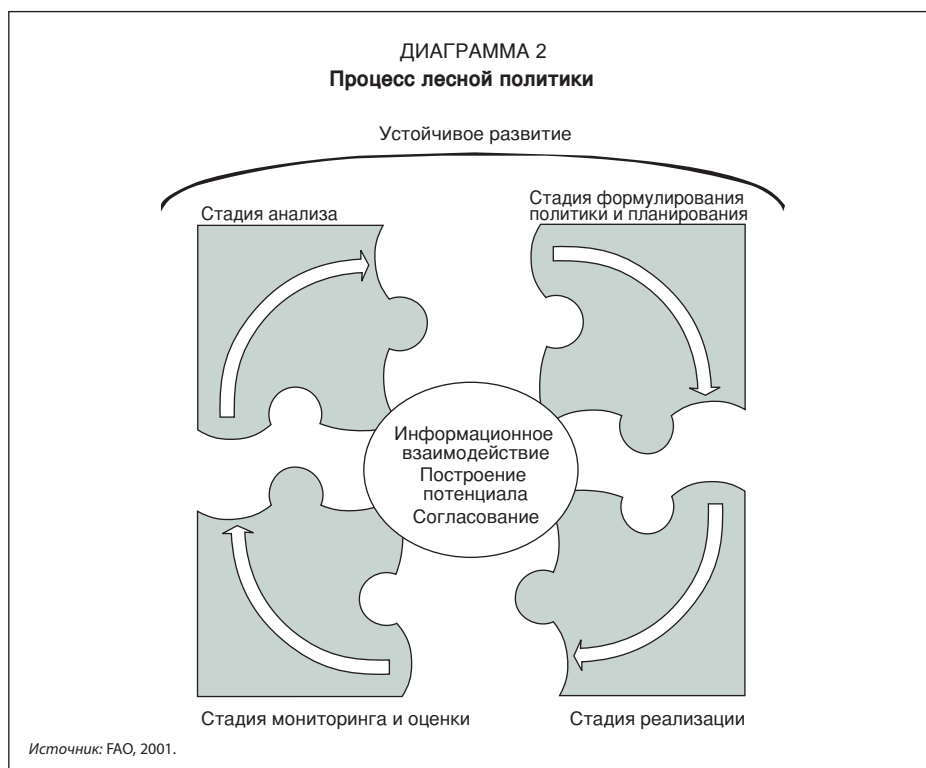 ДИАГРАММА 2
Процесс лесной политики
Устойчивое развитие
Стадия анализа
Стадия формулирования
политики и планирования
Информационное
взаимодействие
Построение
потенциала
Согласование
Стадия мониторинга и оценки
Стадия реализации
Источник: FAO, 2001.